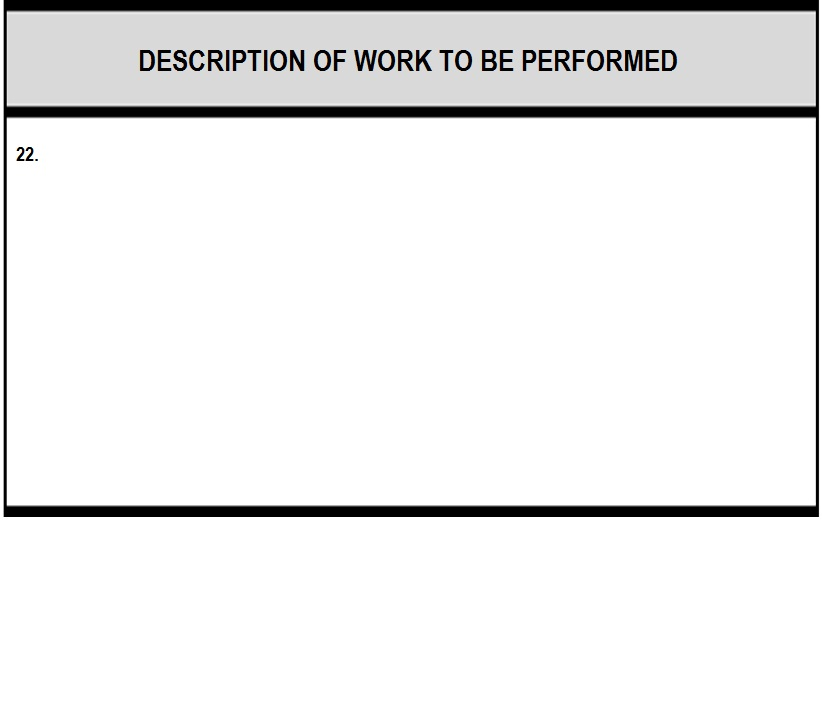 DESCRIPTION OF WORK TO BE PERFORMED
22.